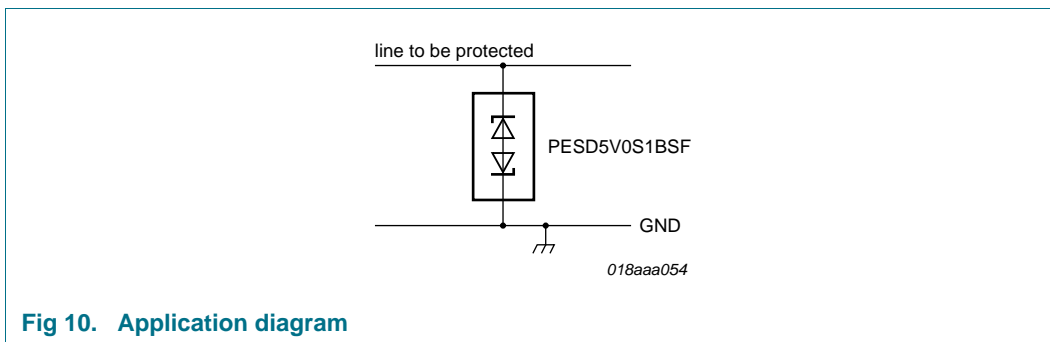 line to be protected
PESD5V0S1BSF
GND
018aaa054
Fig 10. Application diagram